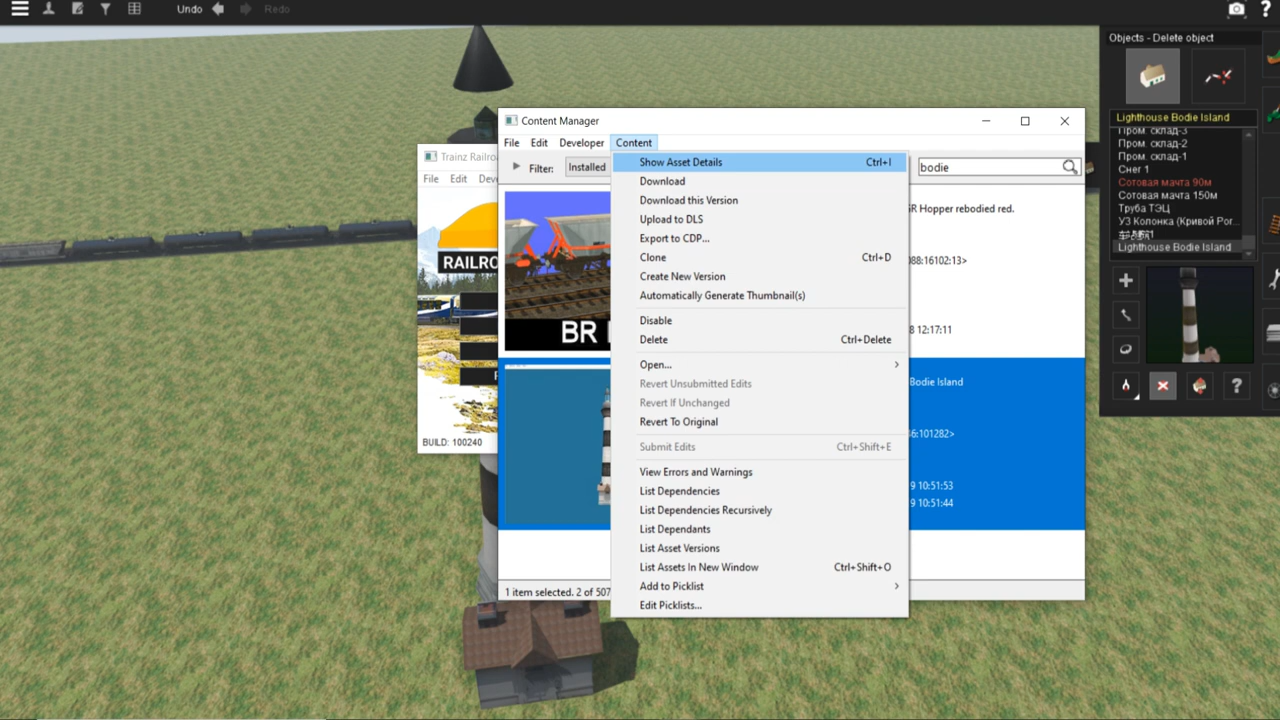 Undo
Redo
Objects - Delete object
Lighthouse Bodie Island
Пром. склад-3
Пром. склад-2
Пром. склад-1
Снег 1
Сотовая мачта 90м
Сотовая мачта 150м
Труба ТЭЦ
УЗ Колонка (Кривой Рог...
Lighthouse Bodie Island
Trainz Railro
File Edit Dev
RAILRO
BUILD: 100240
Content Manager
File Edit Developer Content
Filter: Installed
bodie
Show Asset Details Ctrl+I
Download
Download this Version
Upload to DLS
Export to CDP...
Clone Ctrl+D
Create New Version
Automatically Generate Thumbnail(s)
Disable
Delete Ctrl+Delete
Open...
Revert Unsubmitted Edits
Revert If Unchanged
Revert To Original
Submit Edits Ctrl+Shift+E
View Errors and Warnings
List Dependencies
List Dependencies Recursively
List Dependants
List Asset Versions
List Assets In New Window Ctrl+Shift+O
Add to Picklist
Edit Picklists...
BR
R Hopper rebodied red.
088:16102:13>
8 12:17:11
Bodie Island
6:101282>
9 10:51:53
9 10:51:44
1 item selected. 2 of 507